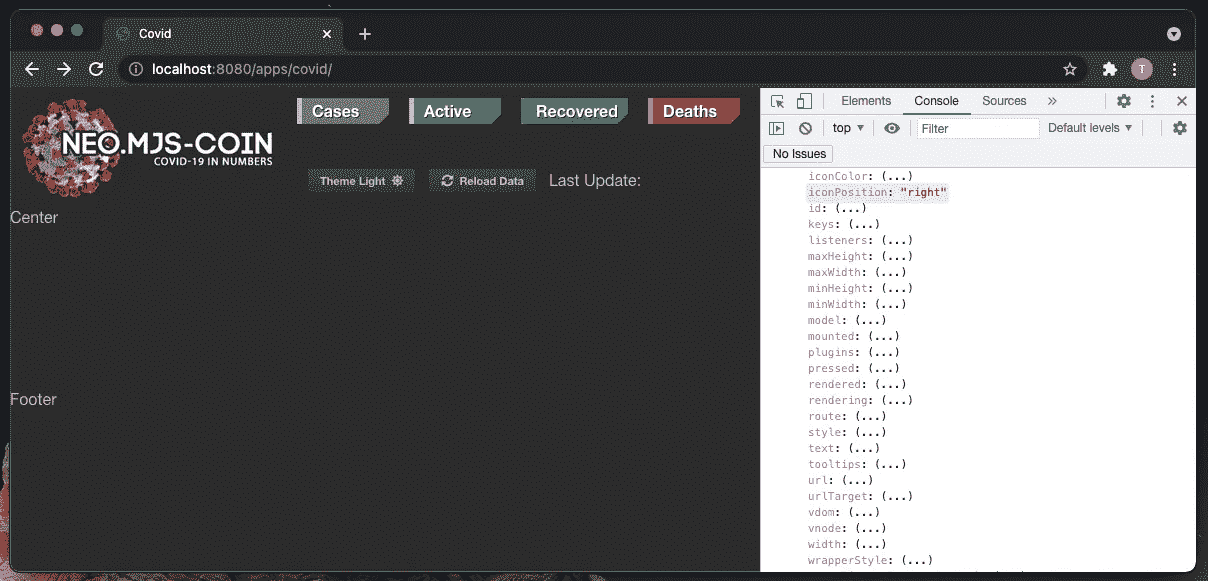 Covid
localhost:8080/apps/covid/
T
NEO.MJS-COIN
COVID-19 IN NUMBERS
Cases
Active
Recovered
Deaths
Theme Light
Reload Data
Last Update:
Center
Footer
Elements
Console
Sources
top
Filter
Default levels
No Issues
iconColor: (...)
iconPosition: "right"
id: (...)
keys: (...)
listeners: (...)
maxHeight: (...)
maxWidth: (...)
minHeight: (...)
minWidth: (...)
model: (...)
mounted: (...)
plugins: (...)
pressed: (...)
rendered: (...)
rendering: (...)
route: (...)
style: (...)
text: (...)
tooltips: (...)
url: (...)
urlTarget: (...)
vdom: (...)
vnode: (...)
width: (...)
wrapperStyle: (...)